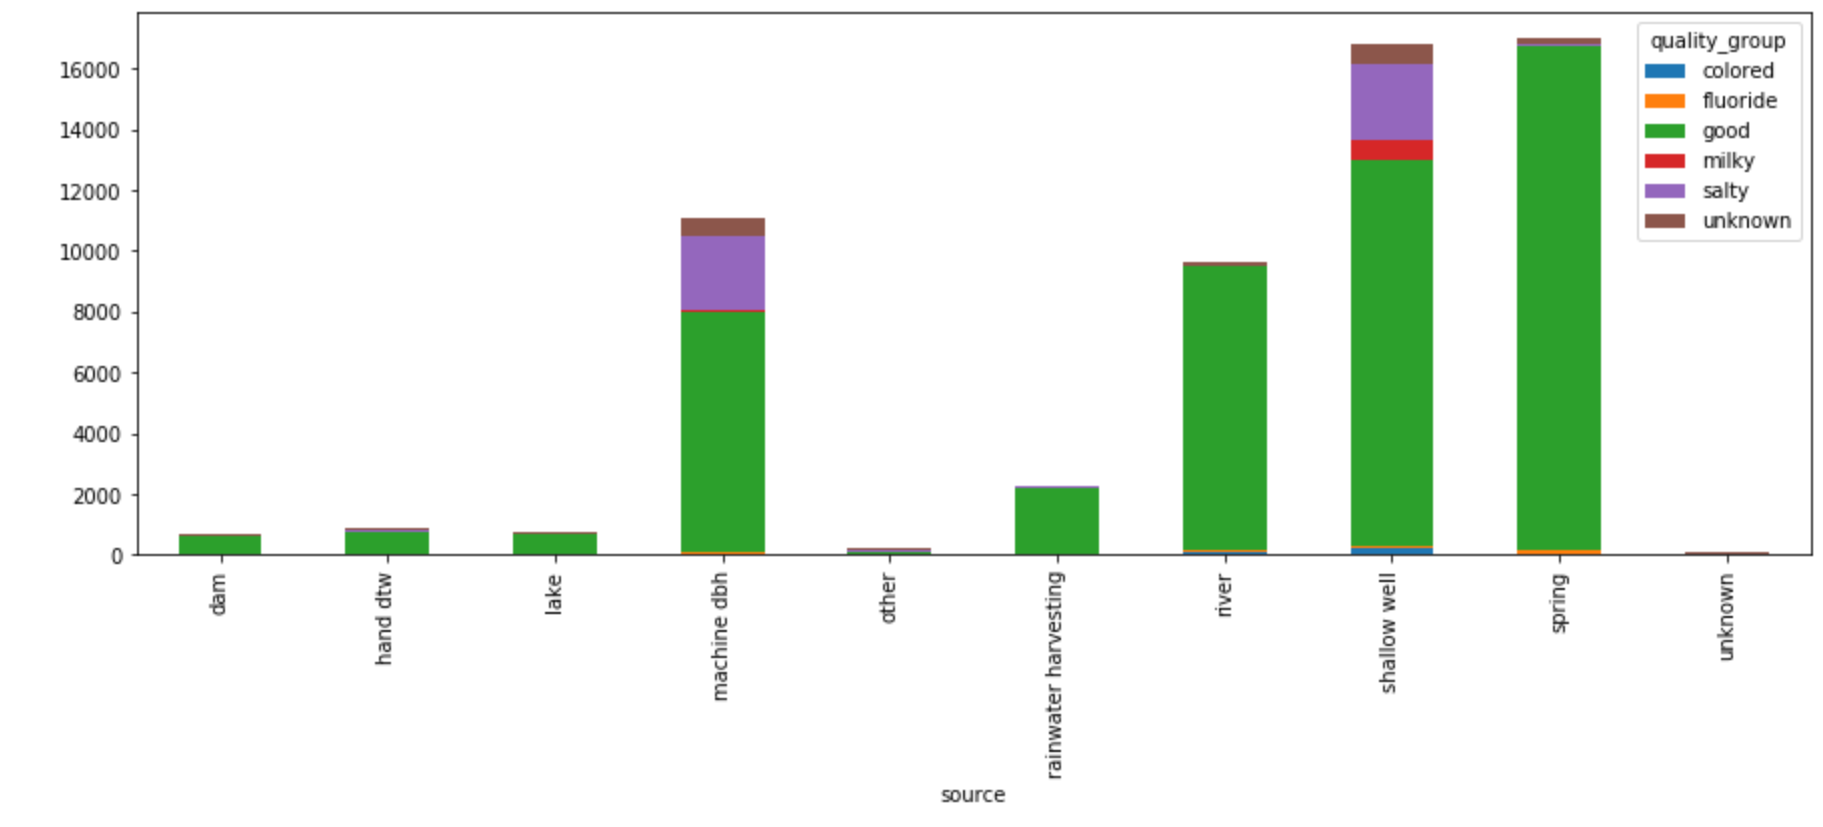 quality_group
colored
fluoride
good
milky
salty
unknown
16000
14000
12000
10000
8000
6000
4000
2000
0
dam
hand dtw
lake
machine dbh
other
rainwater harvesting
river
shallow well
spring
unknown
source